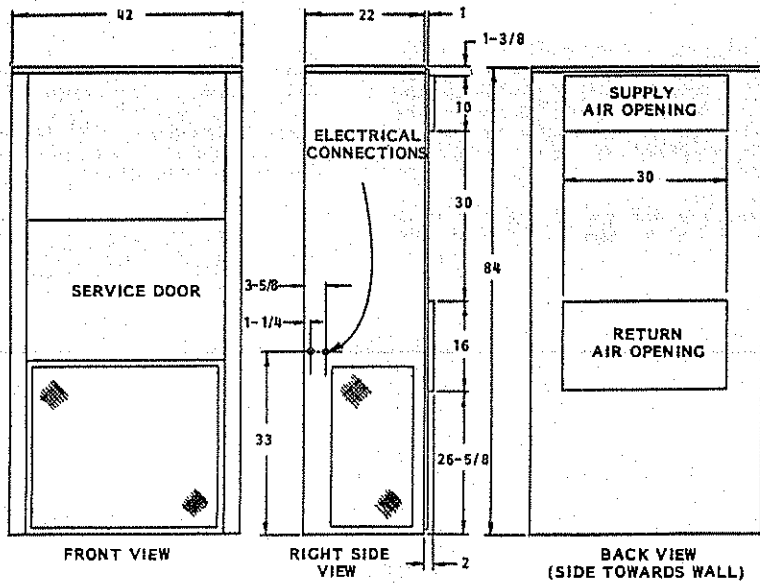 42
22
1
1-3/8
SUPPLY
AIR OPENING
10
ELECTRICAL
CONNECTIONS
30
30
84
SERVICE DOOR
3-5/8
1-1/4
RETURN
AIR OPENING
16
33
26-5/8
2
FRONT VIEW
RIGHT SIDE
VIEW
BACK VIEW
(SIDE TOWARDS WALL)